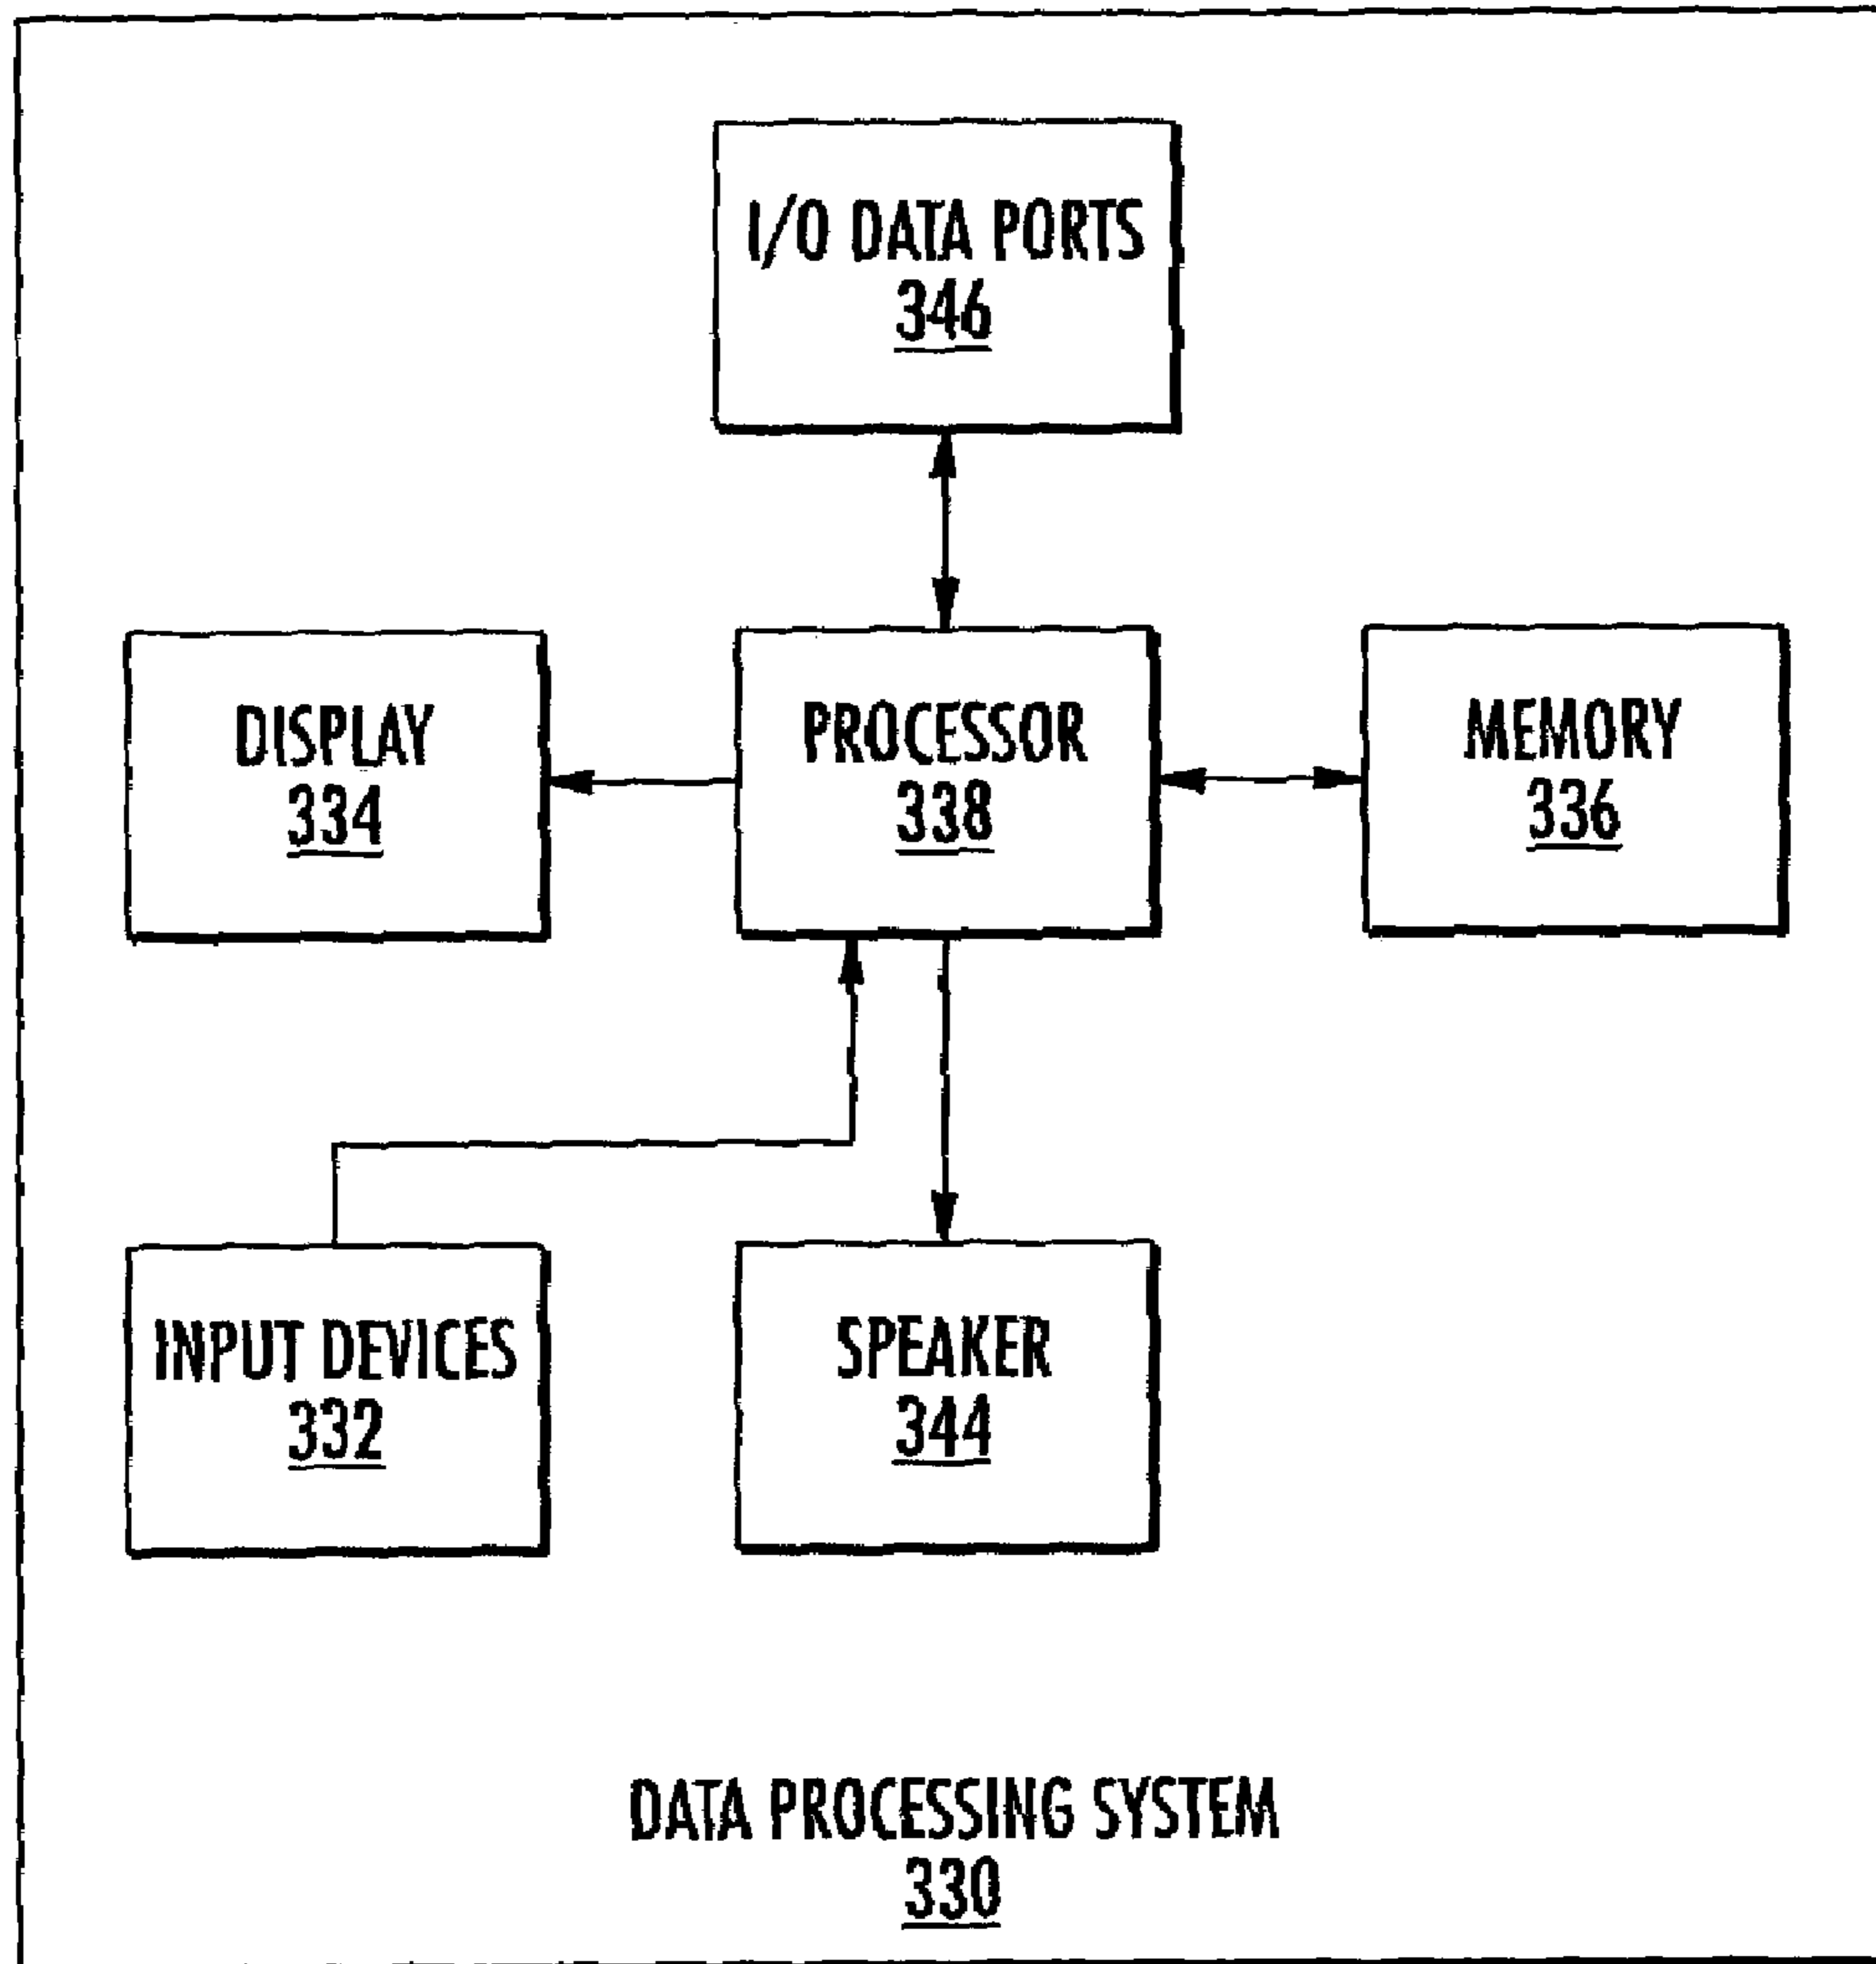 I/O DATA PORTS
346
DISPLAY
334
PROCESSOR
338
MEMORY
336
INPUT DEVICES
332
SPEAKER
344
DATA PROCESSING SYSTEM
330